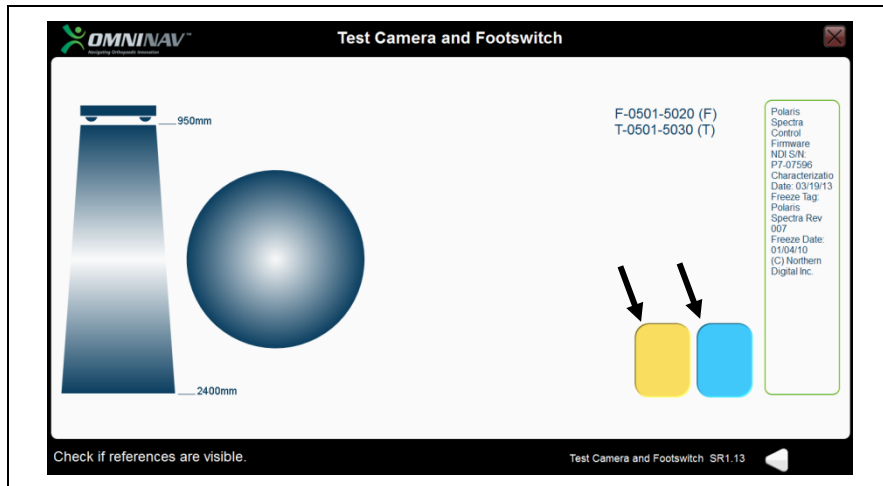 OMNINAV™
Navigating Orthopaedic Innovation
Test Camera and Footswitch
950mm
2400mm
F-0501-5020 (F)
T-0501-5030 (T)
Polaris
Spectra
Control
Firmware
NDI S/N:
P7-07596
Characterizatio
Date: 03/19/13
Freeze Tag:
Polaris
Spectra Rev
007
Freeze Date:
01/04/10
(C) Northern
Digital Inc.
Check if references are visible.
Test Camera and Footswitch SR1.13